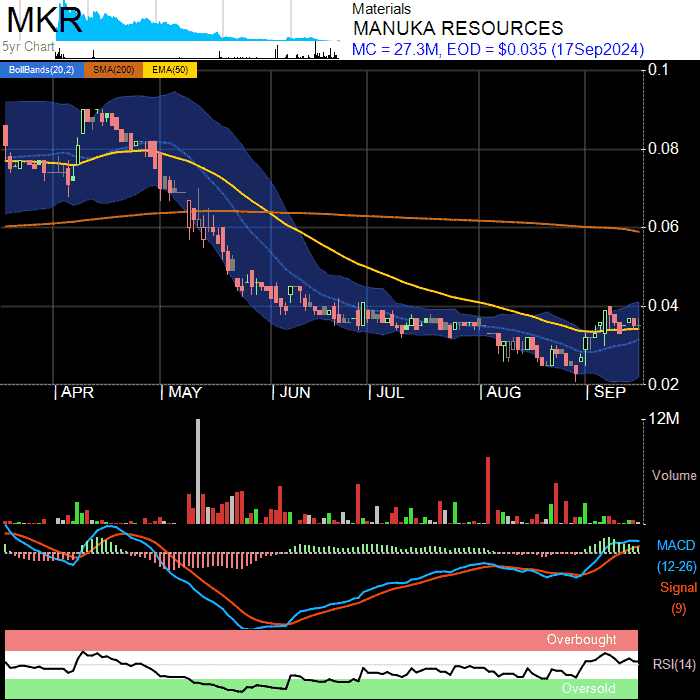 MKR
5yr Chart
Materials
MANUKA RESOURCES
MC = 27.3M, EOD = $0.035 (17Sep2024)
BollBands(20,2) SMA(200) EMA(50)
0.1
0.08
0.06
0.04
0.02
APR MAY JUN JUL AUG SEP
12M
Volume
MACD
(12-26)
Signal
(9)
Overbought
RSI(14)
Oversold